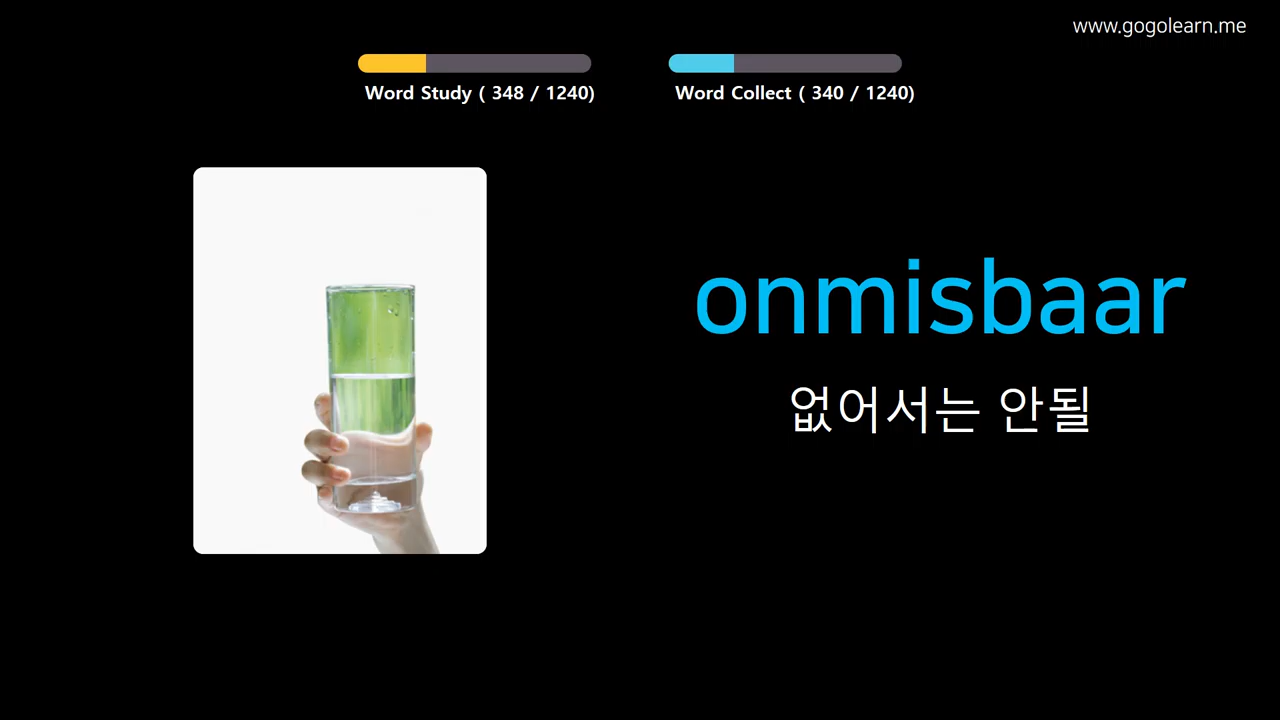 www.gogolearn.me
Word Study ( 348 / 1240)
Word Collect ( 340 / 1240)
onmisbaar
없어서는 안될